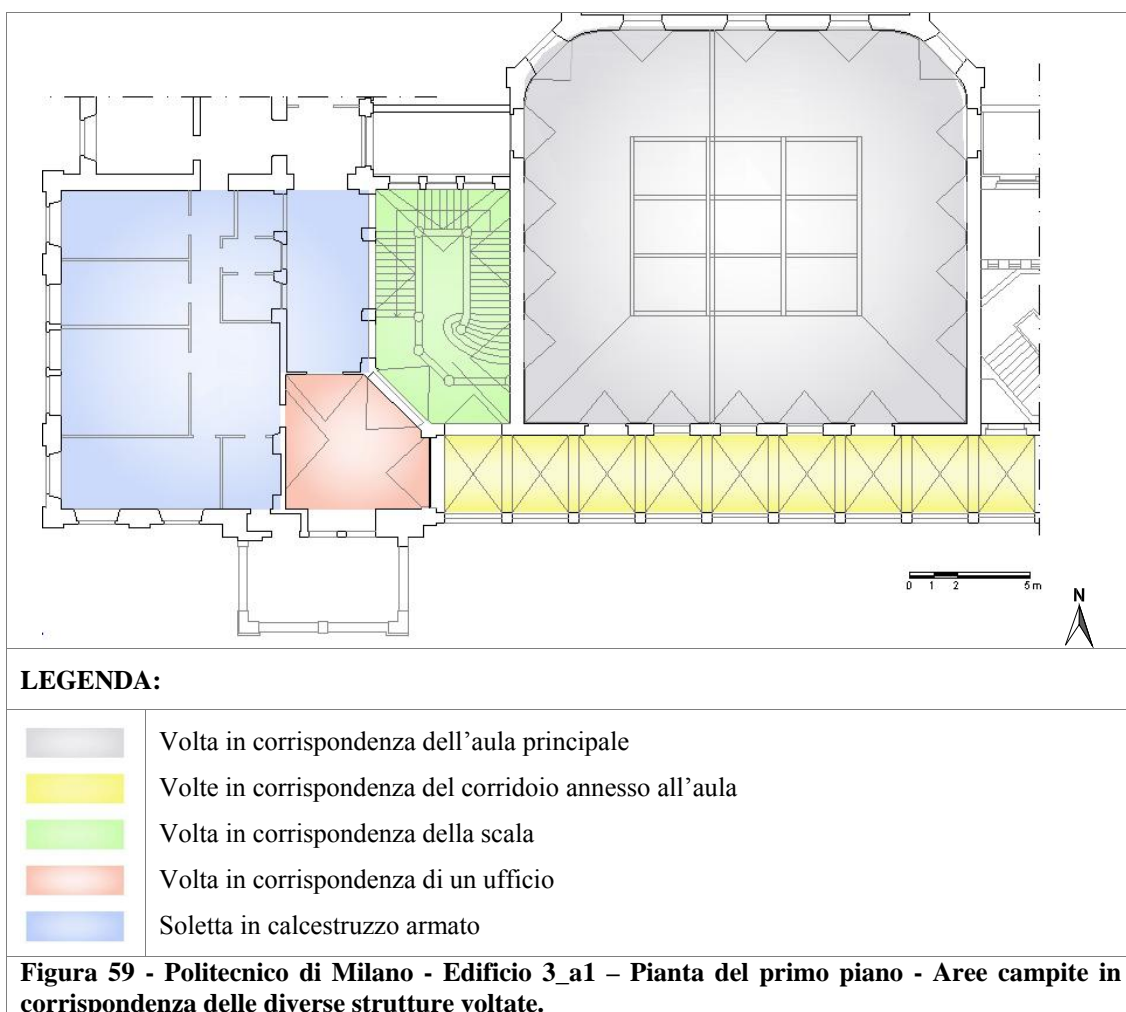 0 1 2 5 m
N
LEGENDA:
Volta in corrispondenza dell'aula principale
Volte in corrispondenza del corridoio annesso all'aula
Volta in corrispondenza della scala
Volta in corrispondenza di un ufficio
Soletta in calcestruzzo armato
Figura 59 - Politecnico di Milano - Edificio 3_a1 – Pianta del primo piano - Aree campite in
corrispondenza delle diverse strutture voltate.